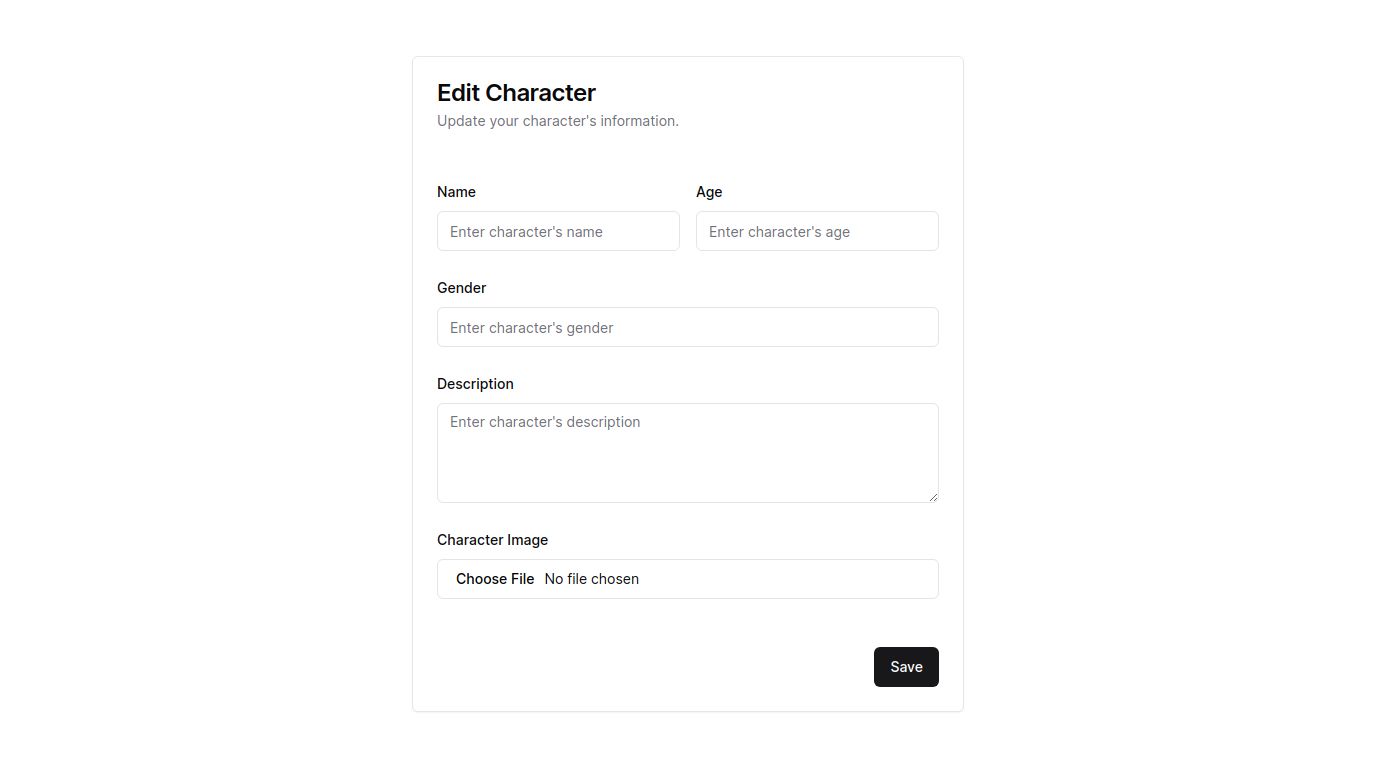 Edit Character
Update your character's information.
Name
Age
Enter character's name
Enter character's age
Gender
Enter character's gender
Description
Enter character's description
Character Image
Choose File No file chosen
Save